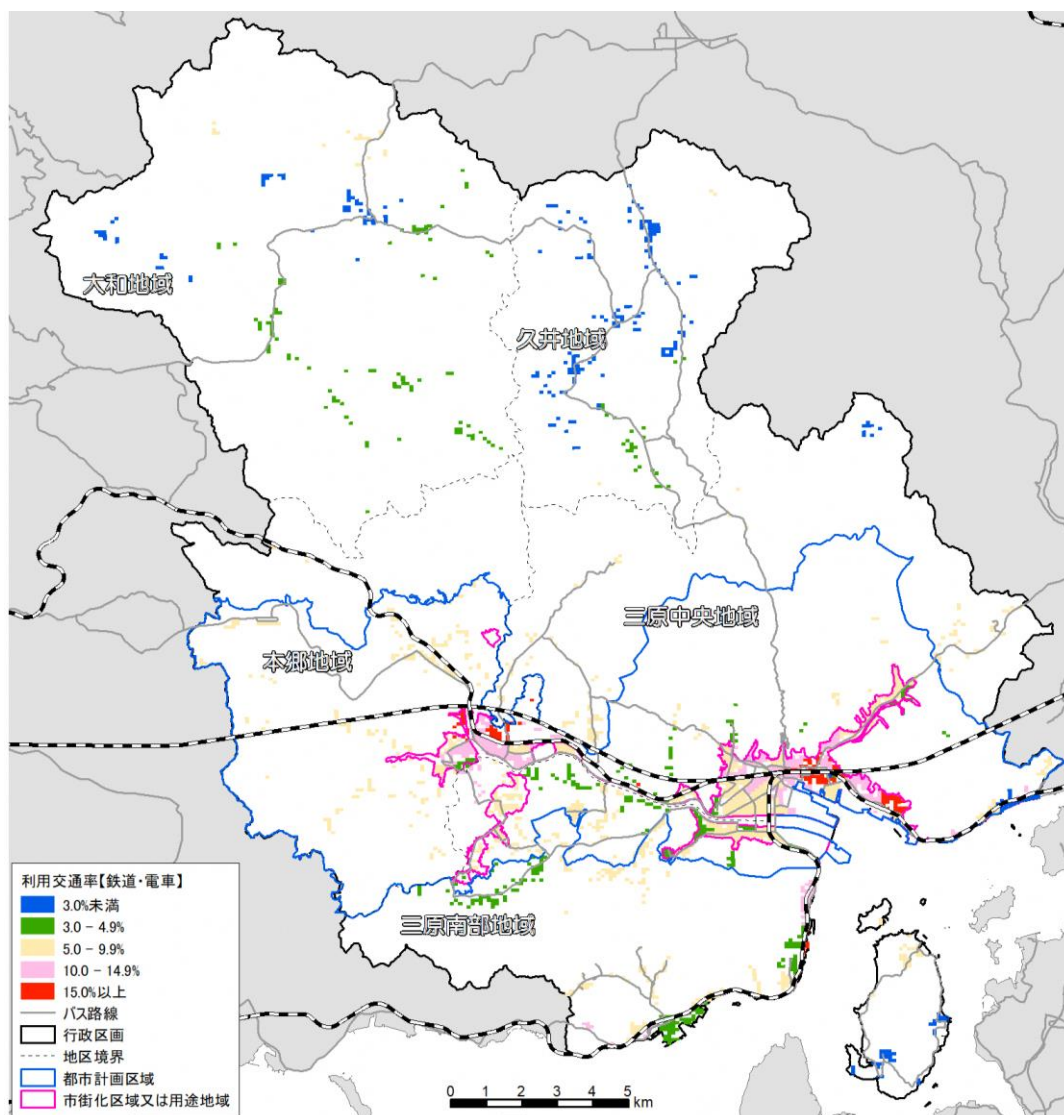 大和地域
久井地域
三原中央地域
本郷地域
三原南部地域
利用交通率【鉄道・電車】
3.0%未満
3.0 - 4.9%
5.0 - 9.9%
10.0 - 14.9%
15.0%以上
バス路線
行政区画
地区境界
都市計画区域
市街化区域又は用途地域
0 1 2 3 4 5
km